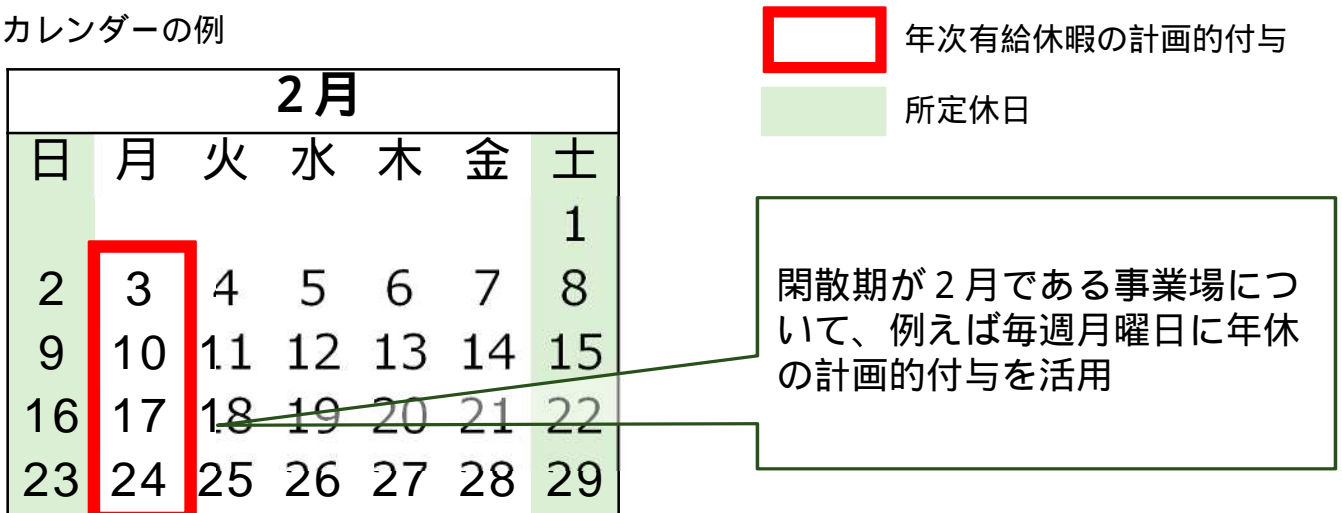 カレンダーの例
年次有給休暇の計画的付与
所定休日
2月
日 月 火 水 木 金 土
1
2 3 4 5 6 7 8
9 10 11 12 13 14 15
16 17 18 19 20 21 22
23 24 25 26 27 28 29
閑散期が2月である事業場につ
いて、例えば毎週月曜日に年休
の計画的付与を活用